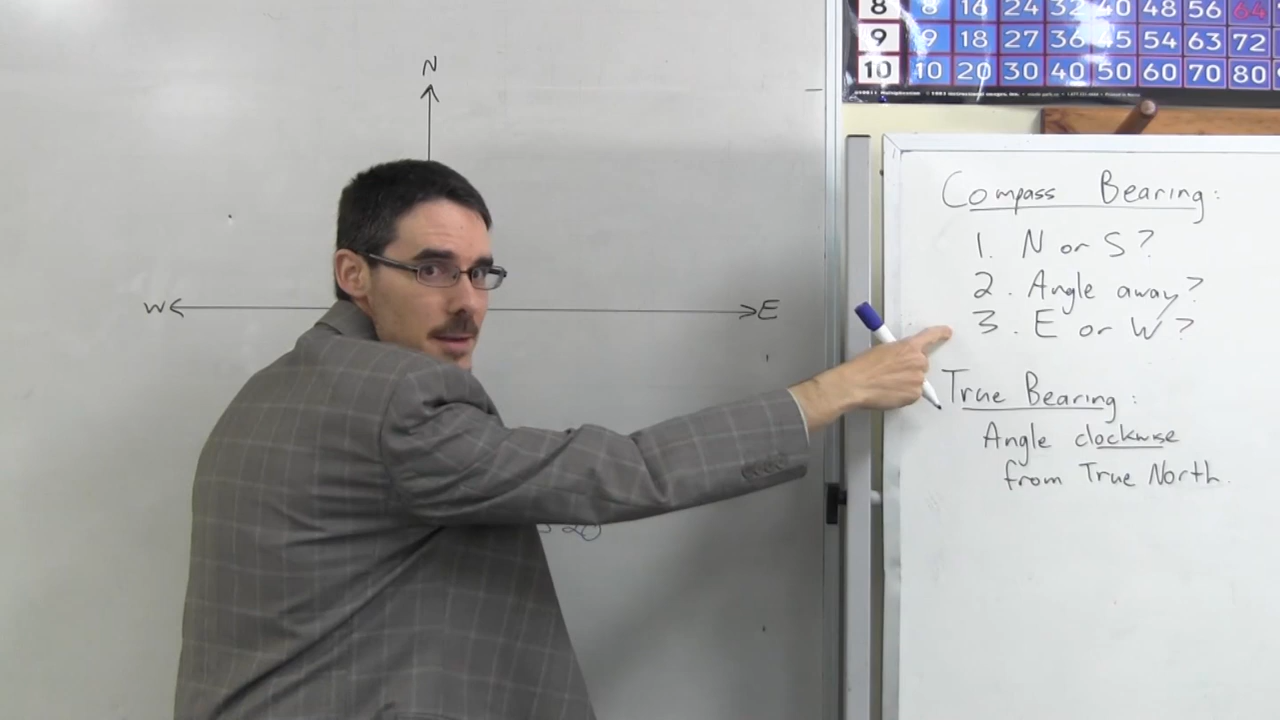 N
W
E
8 8 16 24 32 40 48 56 64
9 9 18 27 36 45 54 63 72
10 10 20 30 40 50 60 70 80
Compass Bearing:
1. N or S?
2. Angle away?
3. E or W?
True Bearing:
Angle clockwise
from True North.